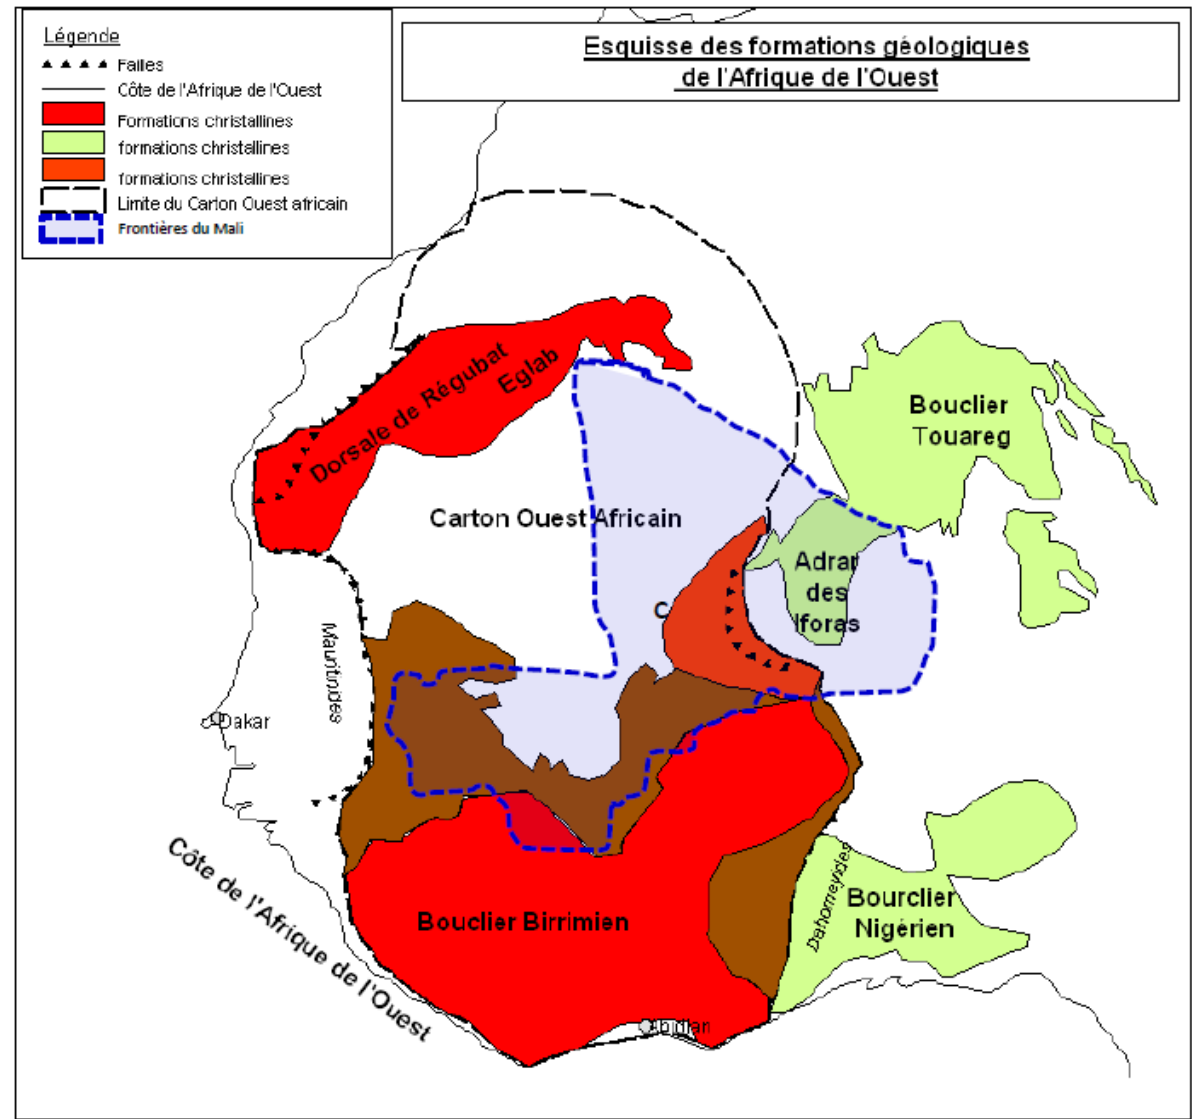 Légende
Failles
Côte de l'Afrique de l'Ouest
Formations christallines
formations christallines
formations christallines
Limite du Carton Ouest africain
Frontières du Mali
Esquisse des formations géologiques
de l'Afrique de l'Ouest
Dorsale de Régubat
Eglab
Bouclier
Touareg
Carton Ouest Africain
Adrar
des
Iforas
C
Dakar
Côte de l'Afrique de l'Ouest
Bouclier Birrimien
Dahomeyides
Bourclier
Nigérien